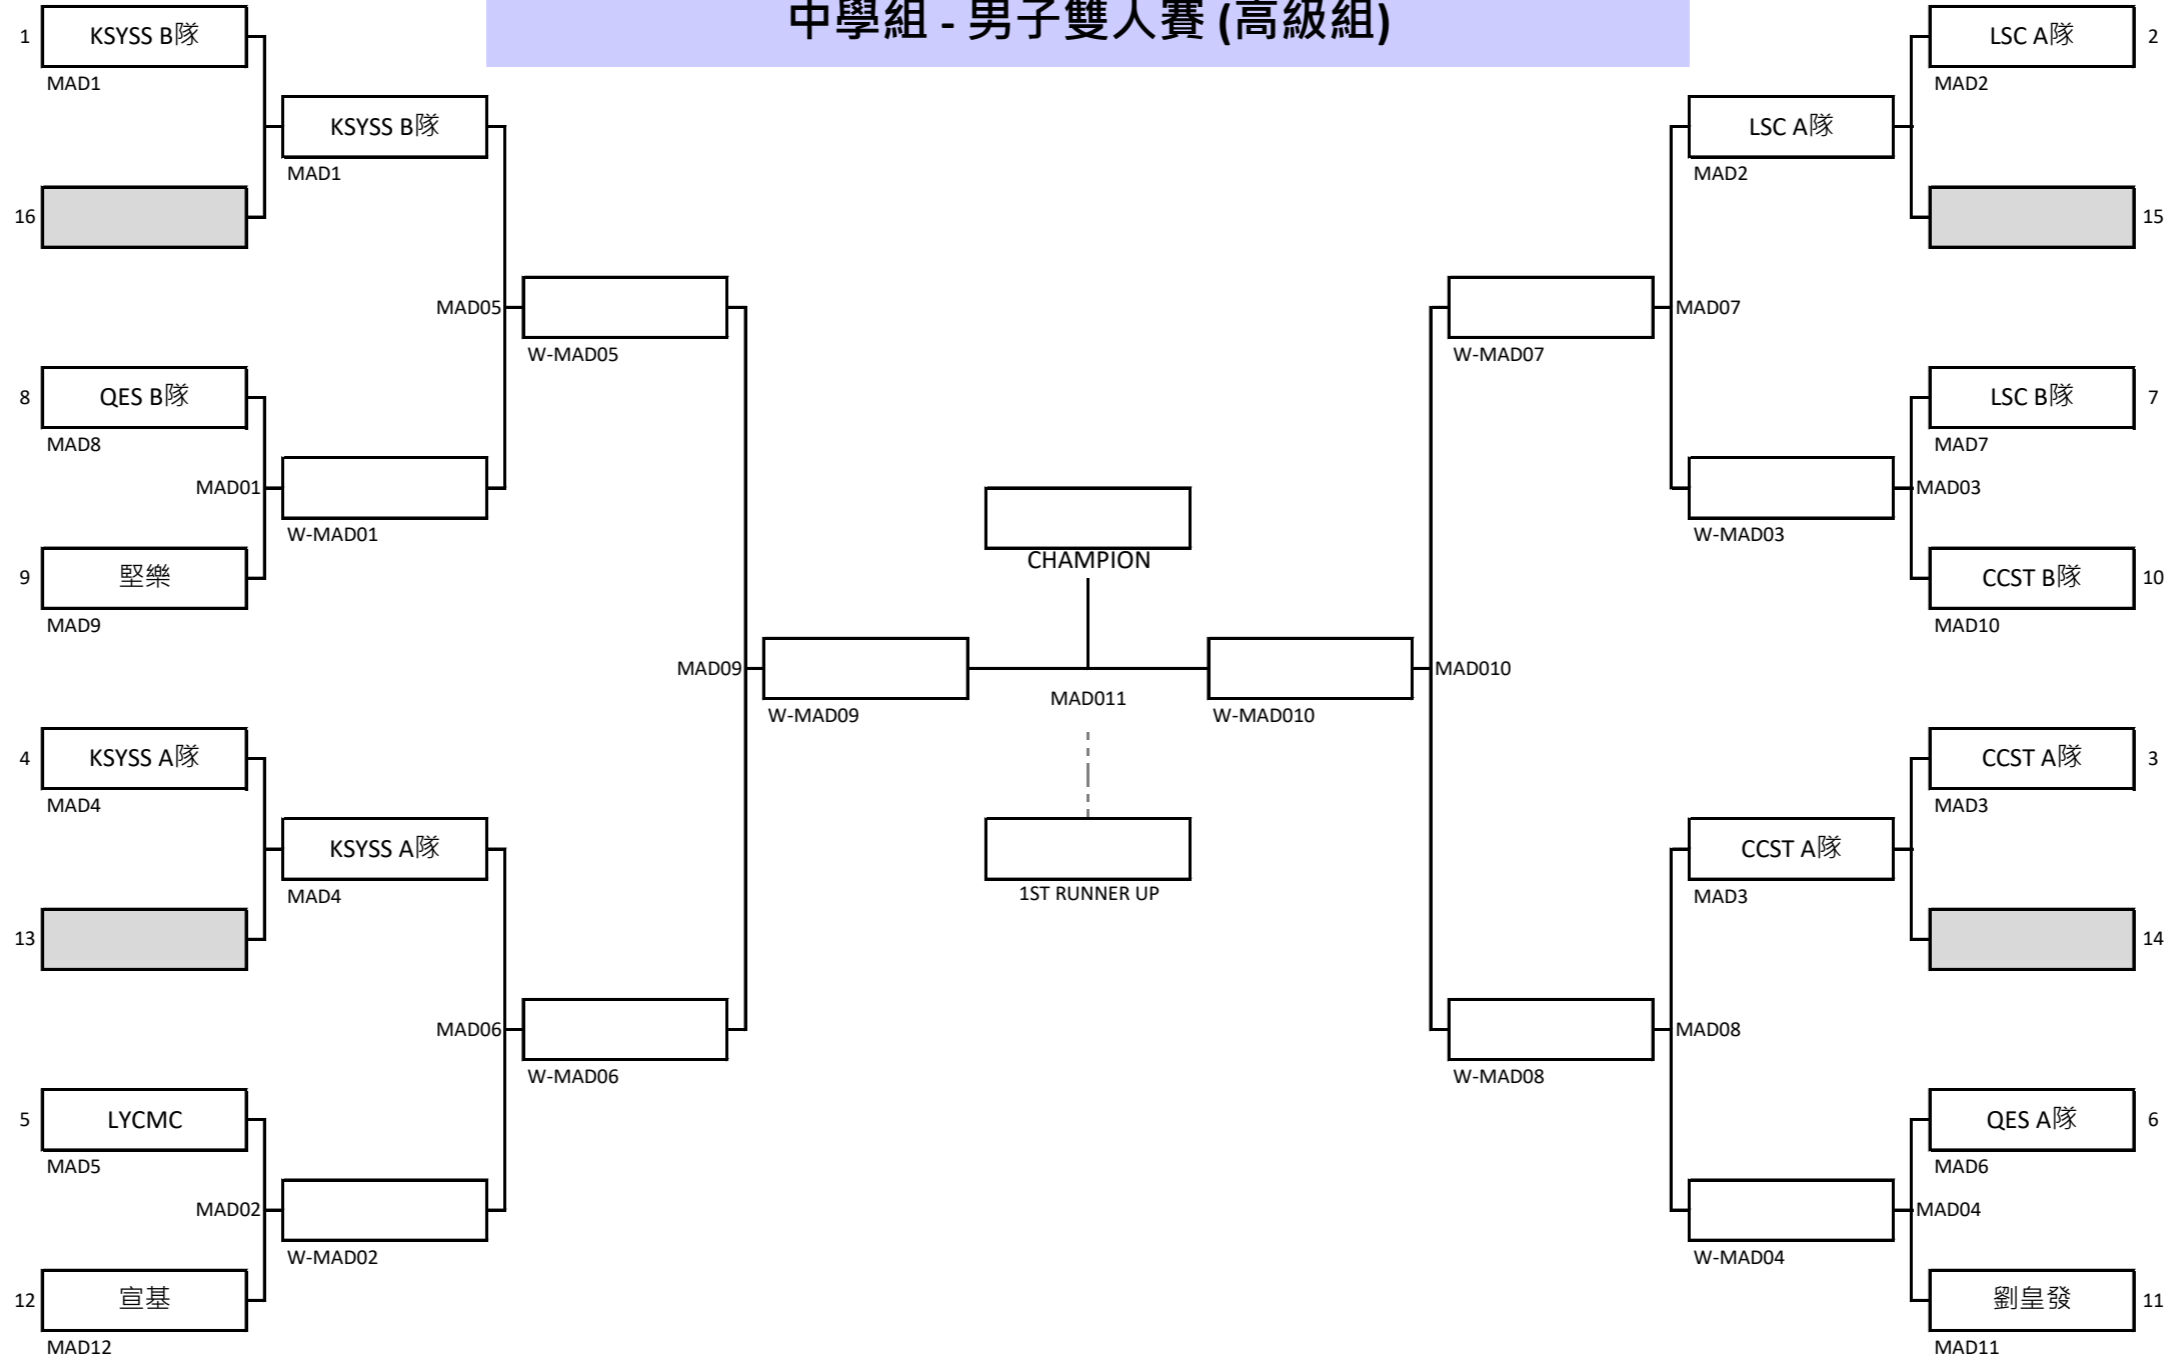 中學組 - 男子雙人賽 (高級組)
1
KSYSS B隊
MAD1
KSYSS B隊
MAD1
16
MAD05
W-MAD05
8
QES B隊
MAD8
MAD01
W-MAD01
9
堅樂
MAD9
MAD09
W-MAD09
4
KSYSS A隊
MAD4
KSYSS A隊
MAD4
13
MAD06
W-MAD06
5
LYCMC
MAD5
MAD02
W-MAD02
12
宣基
MAD12
CHAMPION
MAD011
1ST RUNNER UP
LSC A隊
2
MAD2
LSC A隊
MAD2
15
MAD07
W-MAD07
LSC B隊
7
MAD7
MAD03
W-MAD03
CCST B隊
10
MAD10
MAD010
W-MAD010
CCST A隊
3
MAD3
CCST A隊
MAD3
14
MAD08
W-MAD08
QES A隊
6
MAD6
MAD04
W-MAD04
劉皇發
11
MAD11